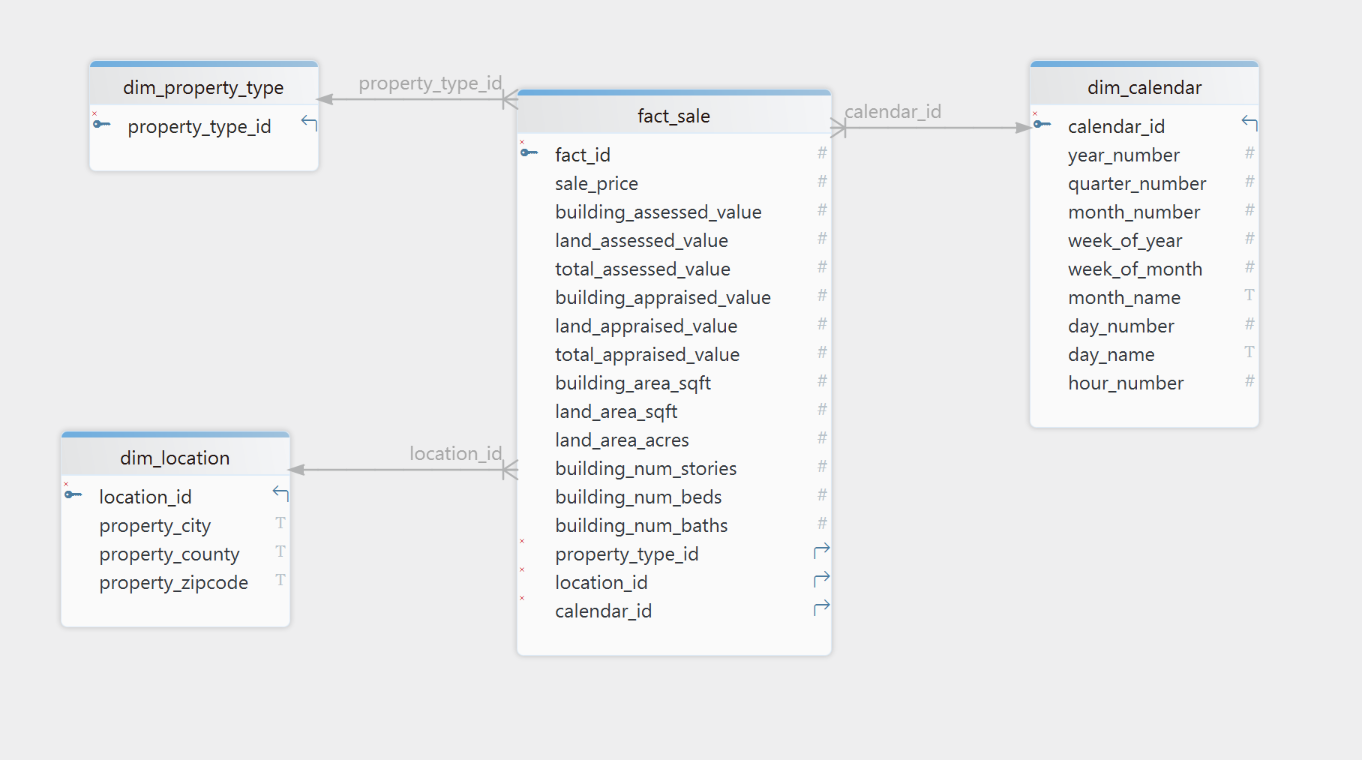 dim_property_type
property_type_id
property_type_id
fact_sale
fact_id #
sale_price #
building_assessed_value #
land_assessed_value #
total_assessed_value #
building_appraised_value #
land_appraised_value #
total_appraised_value #
building_area_sqft #
land_area_sqft #
land_area_acres #
building_num_stories #
building_num_beds #
building_num_baths #
property_type_id
location_id
calendar_id
calendar_id
dim_calendar
calendar_id
year_number #
quarter_number #
month_number #
week_of_year #
week_of_month #
month_name T
day_number #
day_name T
hour_number #
dim_location
location_id
property_city T
property_county T
property_zipcode T
location_id